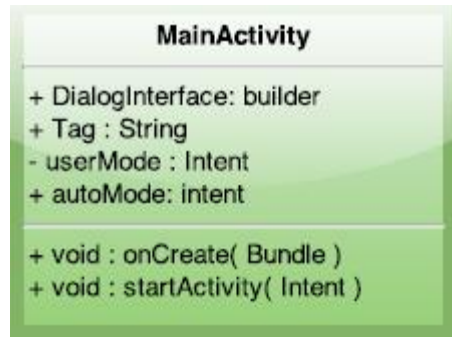 MainActivity
+ DialogInterface: builder
+ Tag : String
- userMode : Intent
+ autoMode: intent
+ void : onCreate( Bundle )
+ void : startActivity( Intent )